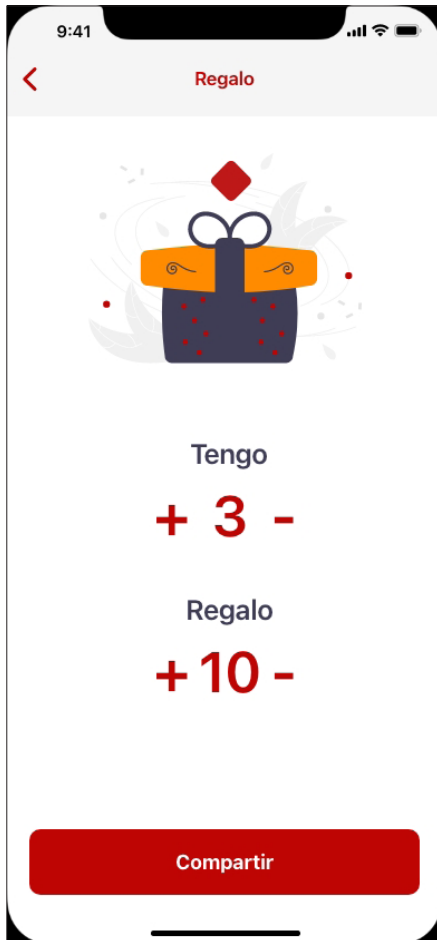 9:41
Regalo
Tengo
+ 3 -
Regalo
+ 10 -
Compartir